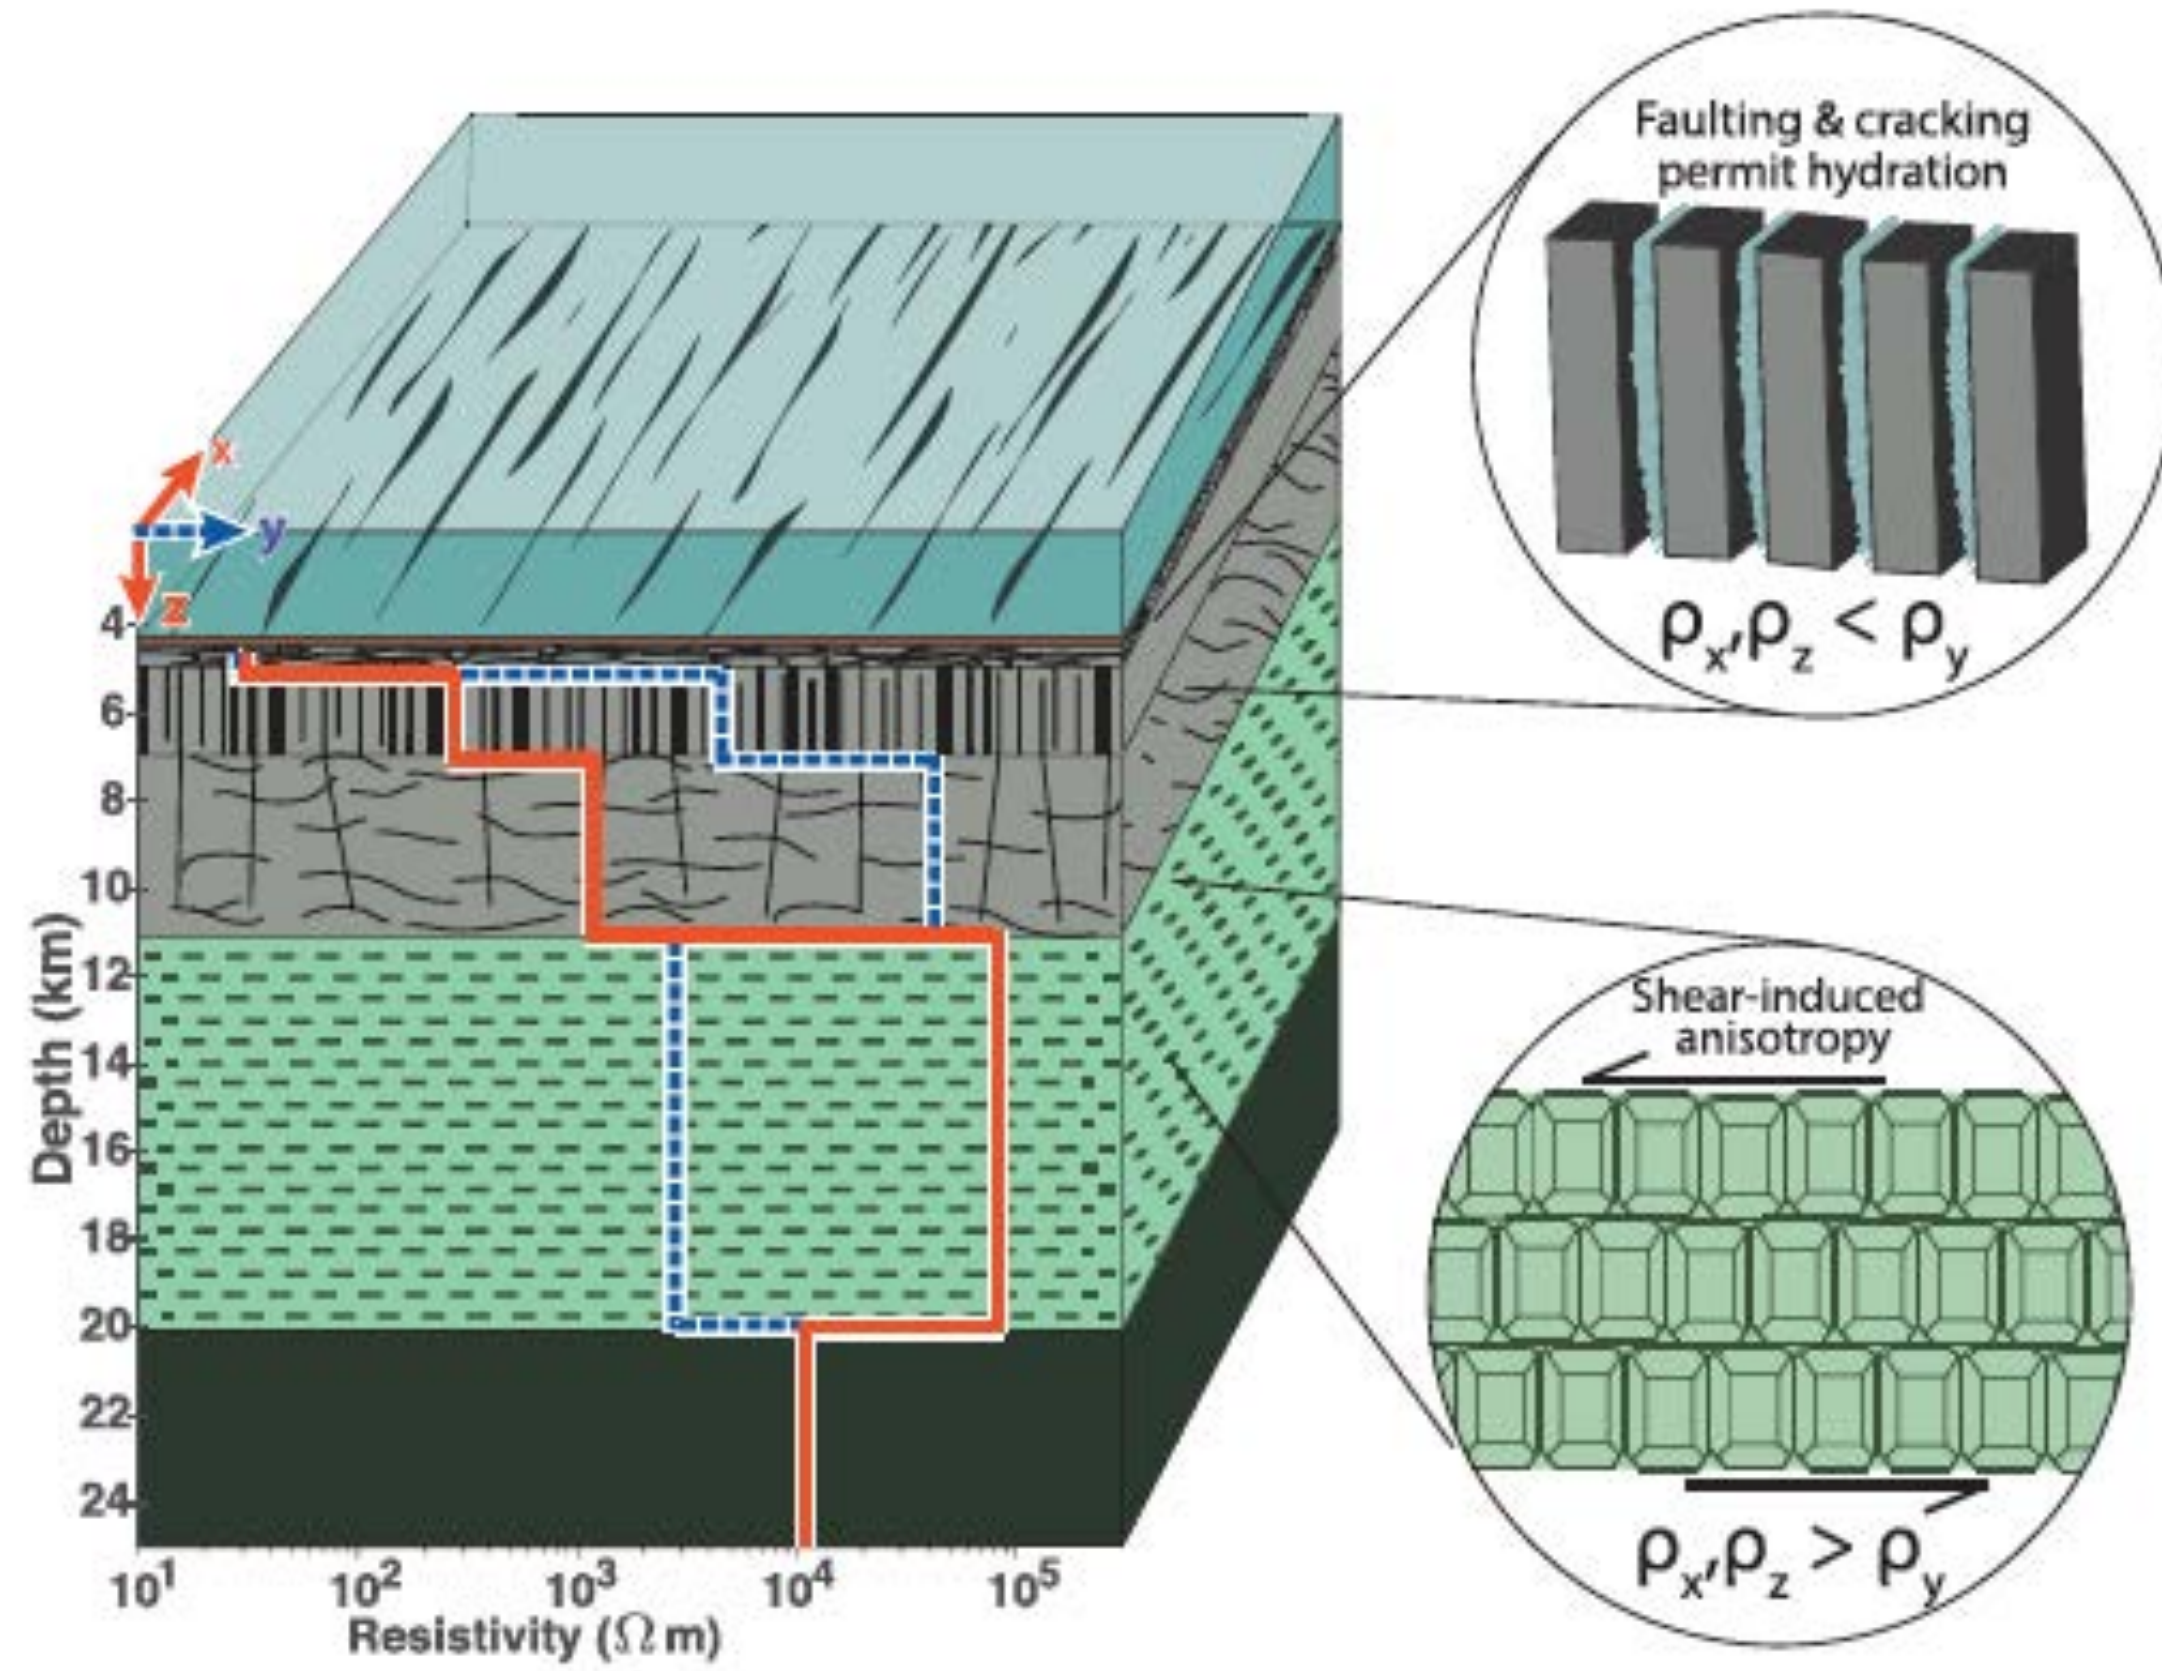 Faulting & cracking
permit hydration
ρx,ρz < ρy
x
y
z
4
6
8
10
12
14
16
18
20
22
24
Depth (km)
10¹ 10² 10³ 10⁴ 10⁵
Resistivity (Ω m)
Shear-induced
anisotropy
ρx,ρz > ρy